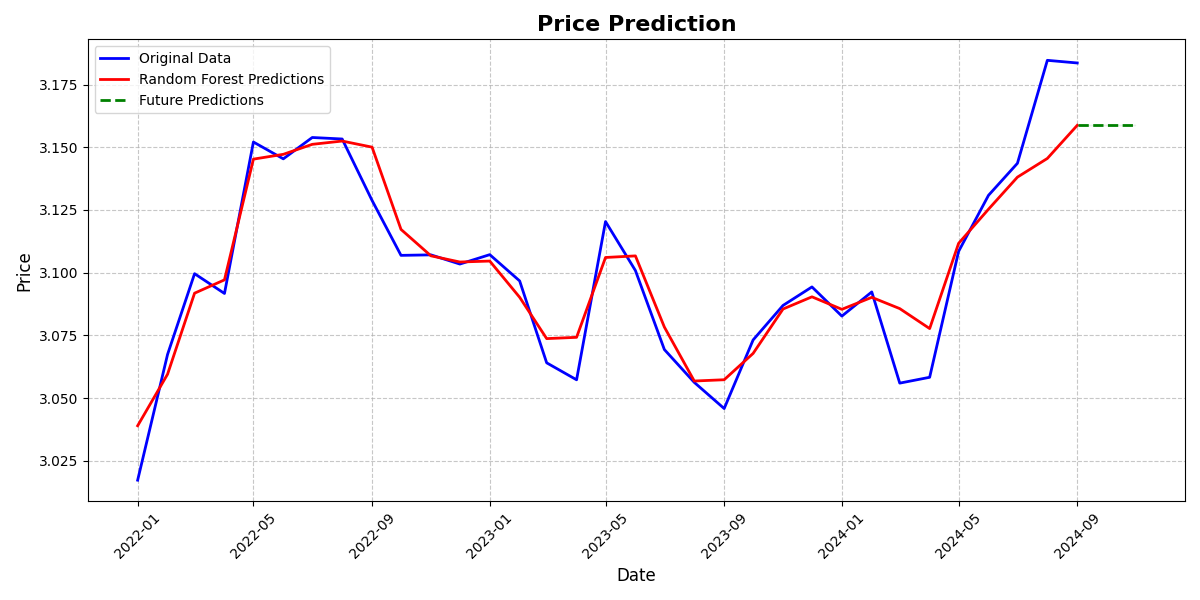 Price Prediction
Original Data
Random Forest Predictions
Future Predictions
Price
3.175
3.150
3.125
3.100
3.075
3.050
3.025
2022-01
2022-05
2022-09
2023-01
2023-05
2023-09
2024-01
2024-05
2024-09
Date